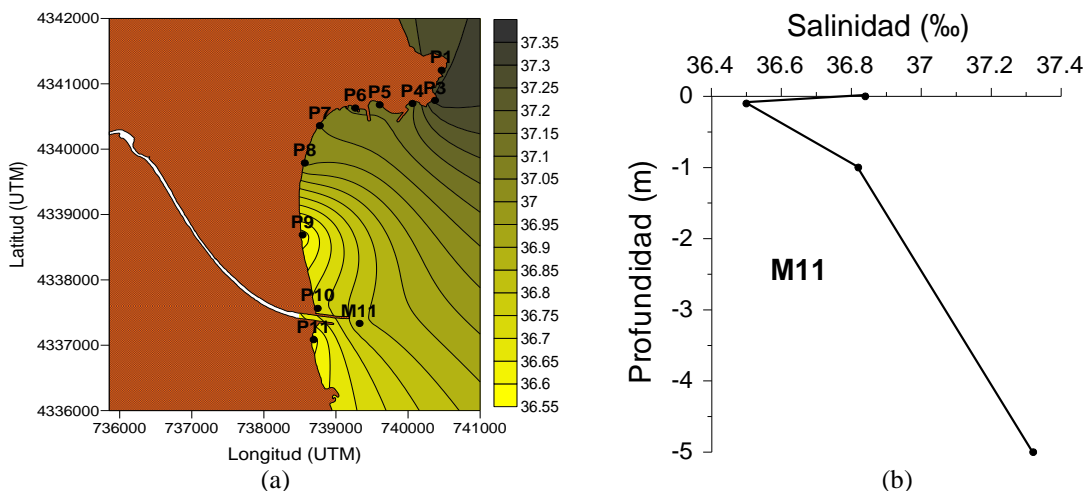 4342000
4341000
4340000
4339000
4338000
4337000
4336000
Latitud (UTM)
P1
P3
P4
P5
P6
P7
P8
P9
P10
M11
P11
736000 737000 738000 739000 740000 741000
Longitud (UTM)
37.35
37.3
37.2
37.15
37.1
37.05
37
36.95
36.9
36.85
36.8
36.75
36.7
36.65
36.6
36.55
(a)
Salinidad (‰)
36.4 36.6 36.8 37 37.2 37.4
0
-1
-2
-3
-4
-5
Profundidad (m)
M11
(b)